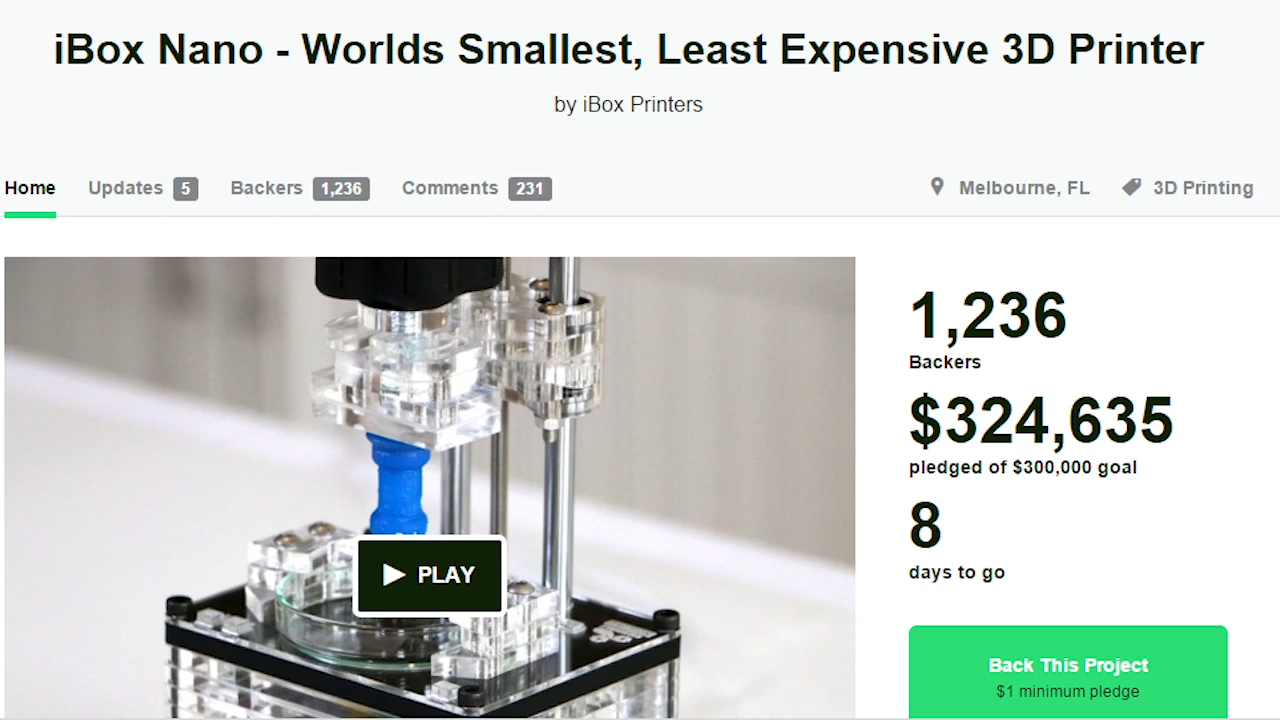 iBox Nano - Worlds Smallest, Least Expensive 3D Printer
by iBox Printers
Home Updates 5 Backers 1,236 Comments 231 Melbourne, FL 3D Printing
1,236
Backers
$324,635
pledged of $300,000 goal
8
days to go
PLAY
Back This Project
$1 minimum pledge